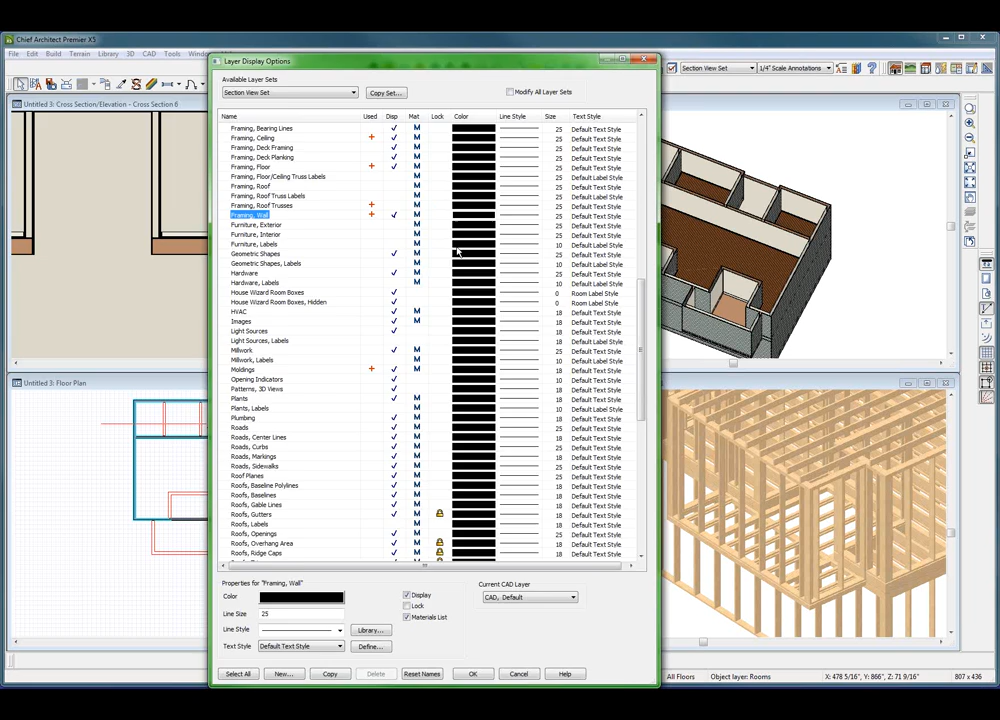 Chief Architect Premier X5
File Edit Build Terrain Library 3D CAD Tools Window
Section View Set 1/4" Scale Annotations
Untitled 3: Cross Section/Elevation - Cross Section 6
Untitled 3: Floor Plan
Layer Display Options
Available Layer Sets
Section View Set Copy Set... Modify All Layer Sets
Name Used Disp Mat Lock Color Line Style Size Text Style
Framing, Bearing Lines 25 Default Text Style
Framing, Ceiling M 25 Default Text Style
Framing, Deck Framing M 25 Default Text Style
Framing, Deck Planking M 25 Default Text Style
Framing, Floor M 25 Default Text Style
Framing, Floor/Ceiling Truss Labels M 25 Default Label Style
Framing, Roof M 25 Default Text Style
Framing, Roof Truss Labels M 25 Default Label Style
Framing, Roof Trusses M 25 Default Text Style
Framing, Wall M 25 Default Text Style
Furniture, Exterior M 25 Default Text Style
Furniture, Interior M 25 Default Text Style
Furniture, Labels M 10 Default Label Style
Geometric Shapes M 25 Default Text Style
Geometric Shapes, Labels M 10 Default Label Style
Hardware M 25 Default Text Style
Hardware, Labels M 10 Default Label Style
House Wizard Room Boxes 0 Room Label Style
House Wizard Room Boxes, Hidden 0 Room Label Style
HVAC M 18 Default Text Style
Images M 18 Default Text Style
Light Sources 18 Default Text Style
Light Sources, Labels 18 Default Label Style
Millwork M 25 Default Text Style
Millwork, Labels M 10 Default Label Style
Moldings M 18 Default Text Style
Opening Indicators 18 Default Text Style
Patterns, 3D Views 18 Default Text Style
Plants M 25 Default Text Style
Plants, Labels M 10 Default Label Style
Plumbing M 25 Default Text Style
Roads M 18 Default Text Style
Roads, Center Lines M 18 Default Text Style
Roads, Curbs M 18 Default Text Style
Roads, Markings M 18 Default Text Style
Roads, Sidewalks M 18 Default Text Style
Roof Planes M 25 Default Text Style
Roofs, Baseline Polylines M 18 Default Text Style
Roofs, Baselines M 18 Default Text Style
Roofs, Gable Lines M 18 Default Text Style
Roofs, Gutters M 18 Default Text Style
Roofs, Labels M 18 Default Text Style
Roofs, Openings M 25 Default Text Style
Roofs, Overhang Area M 18 Default Text Style
Roofs, Ridge Caps M 18 Default Text Style
Properties for "Framing, Wall"
Color
Line Size 25
Line Style Library...
Text Style Default Text Style Define...
Display
Lock
Materials List
Current CAD Layer
CAD, Default
Select All New... Copy Delete Reset Names OK Cancel Help
All Floors Object layer: Rooms X: 478 5/16", Y: 866", Z: 71 9/16" 807 x 436